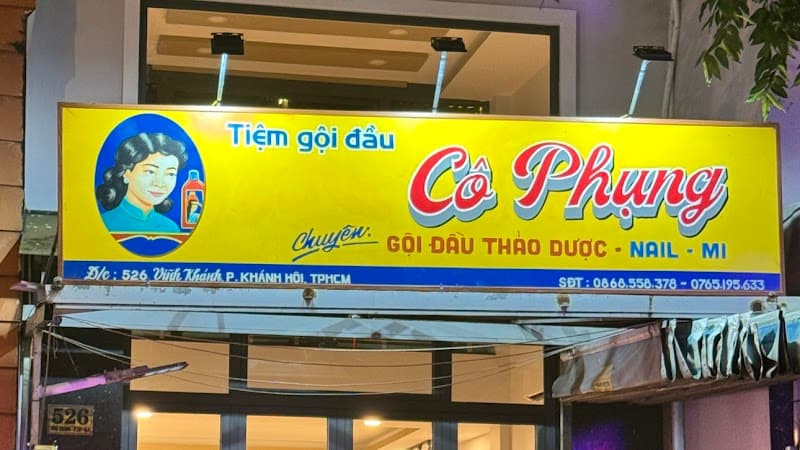 Tiệm gội đầu
Cô Phụng
Chuyên:
GỘI ĐẦU THẢO DƯỢC - NAIL - MI
Đ/c : 526 Vĩnh Khánh P. KHÁNH HỘI, TPHCM
SĐT : 0868.558.378 - 0765.195.633
526